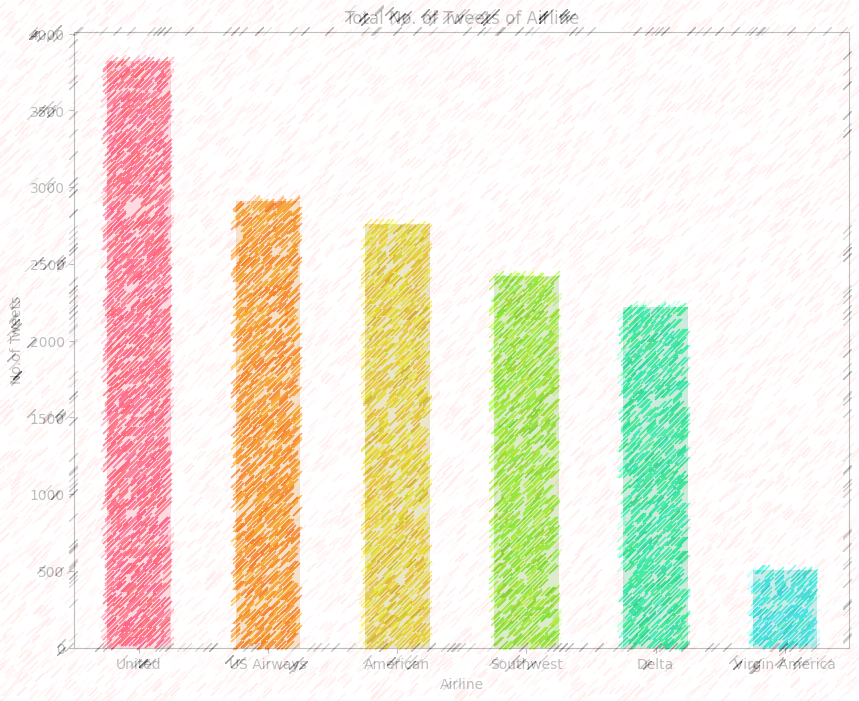 Total No. of Tweets of Airline
4000
3500
3000
2500
2000
1500
1000
500
0
No.of Tweets
United US Airways American Southwest Delta Virgin America
Airline